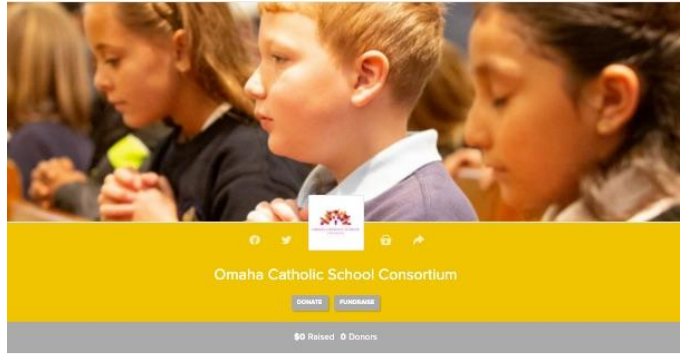 Omaha Catholic School Consortium
DONATE FUNDRAISE
$0 Raised 0 Donors